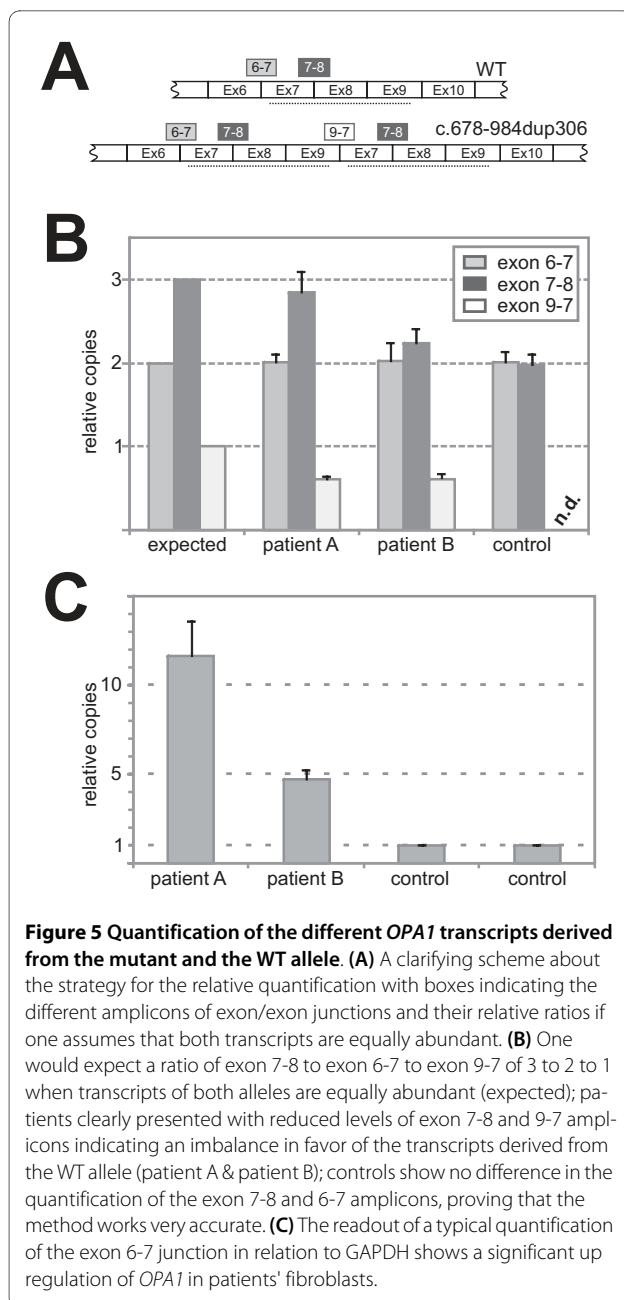 A
6-7 7-8 WT
Ex6 Ex7 Ex8 Ex9 Ex10
6-7 7-8 9-7 7-8 c.678-984dup306
Ex6 Ex7 Ex8 Ex9 Ex7 Ex8 Ex9 Ex10
B
exon 6-7
exon 7-8
exon 9-7
3
2
1
relative copies
n.d.
expected patient A patient B control
C
10
5
1
relative copies
patient A patient B control control
Figure 5 Quantification of the different OPA1 transcripts derived
from the mutant and the WT allele. (A) A clarifying scheme about
the strategy for the relative quantification with boxes indicating the
different amplicons of exon/exon junctions and their relative ratios if
one assumes that both transcripts are equally abundant. (B) One
would expect a ratio of exon 7-8 to exon 6-7 to exon 9-7 of 3 to 2 to 1
when transcripts of both alleles are equally abundant (expected); pa-
tients clearly presented with reduced levels of exon 7-8 and 9-7 ampl-
icons indicating an imbalance in favor of the transcripts derived from
the WT allele (patient A & patient B); controls show no difference in the
quantification of the exon 7-8 and 6-7 amplicons, proving that the
method works very accurate. (C) The readout of a typical quantification
of the exon 6-7 junction in relation to GAPDH shows a significant up
regulation of OPA1 in patients' fibroblasts.